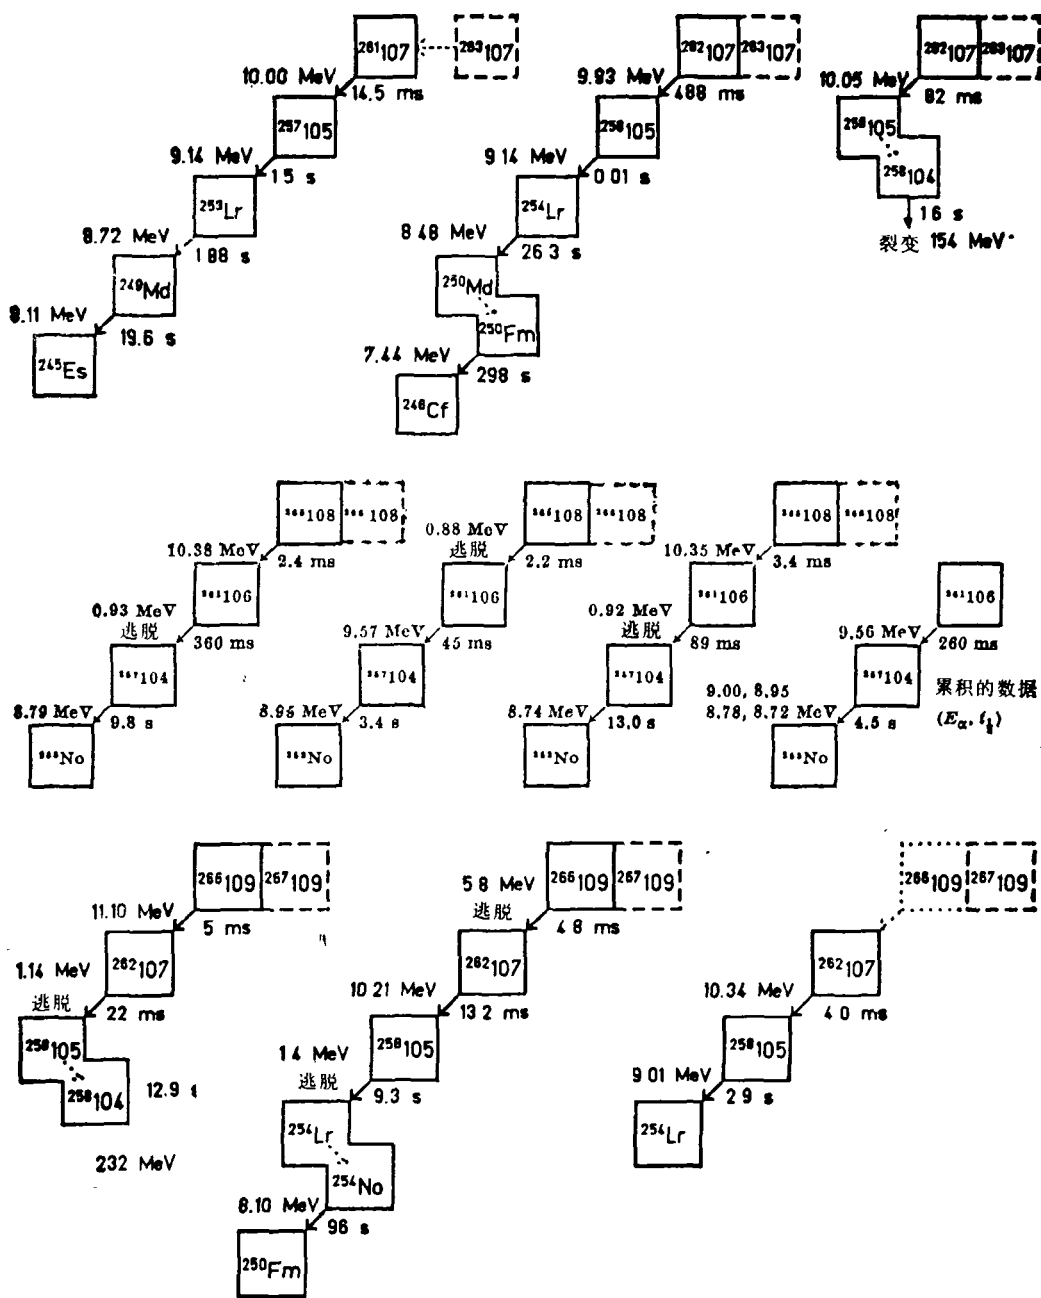 ²⁶¹107 ²⁶³107
10.00 MeV
14.5 ms
²⁵⁷105
9.14 MeV
1.5 s
²⁵³Lr
8.72 MeV
1.88 s
²⁴⁹Md
8.11 MeV
19.6 s
²⁴⁵Es
²⁶²107 ²⁶³107
9.93 MeV
488 ms
²⁵⁸105
9.14 MeV
0.01 s
²⁵⁴Lr
8.48 MeV
26.3 s
²⁵⁰Md
²⁵⁰Fm
7.44 MeV
298 s
²⁴⁶Cf
²⁶²107 ²⁶³107
10.05 MeV
82 ms
²⁵⁸105
²⁵⁸104
16 s
裂变 154 MeV
108 108
10.38 MeV
2.4 ms
106
0.93 MeV
逃脱
360 ms
104
8.79 MeV
9.8 s
No
108 108
0.88 MeV
逃脱
2.2 ms
106
9.57 MeV
45 ms
104
3.4 s
No
108 108
10.35 MeV
3.4 ms
106
0.92 MeV
逃脱
89 ms
104
8.74 MeV
13.0 s
No
106
9.56 MeV
260 ms
104
累积的数据
(Eα, t½)
9.00, 8.95
8.78, 8.72 MeV
4.5 s
No
²⁶⁶109 ²⁶⁷109
11.10 MeV
5 ms
²⁶²107
1.14 MeV
逃脱
22 ms
²⁵⁸105
²⁵⁸104
12.9 s
232 MeV
²⁶⁶109 ²⁶⁷109
5.8 MeV
逃脱
4.8 ms
²⁶²107
10.21 MeV
13.2 ms
²⁵⁸105
1.4 MeV
逃脱
9.3 s
²⁵⁴Lr
²⁵⁴No
8.10 MeV
96 s
²⁵⁰Fm
²⁶⁶109 ²⁶⁷109
²⁶²107
10.34 MeV
4.0 ms
²⁵⁸105
9.01 MeV
2.9 s
²⁵⁴Lr